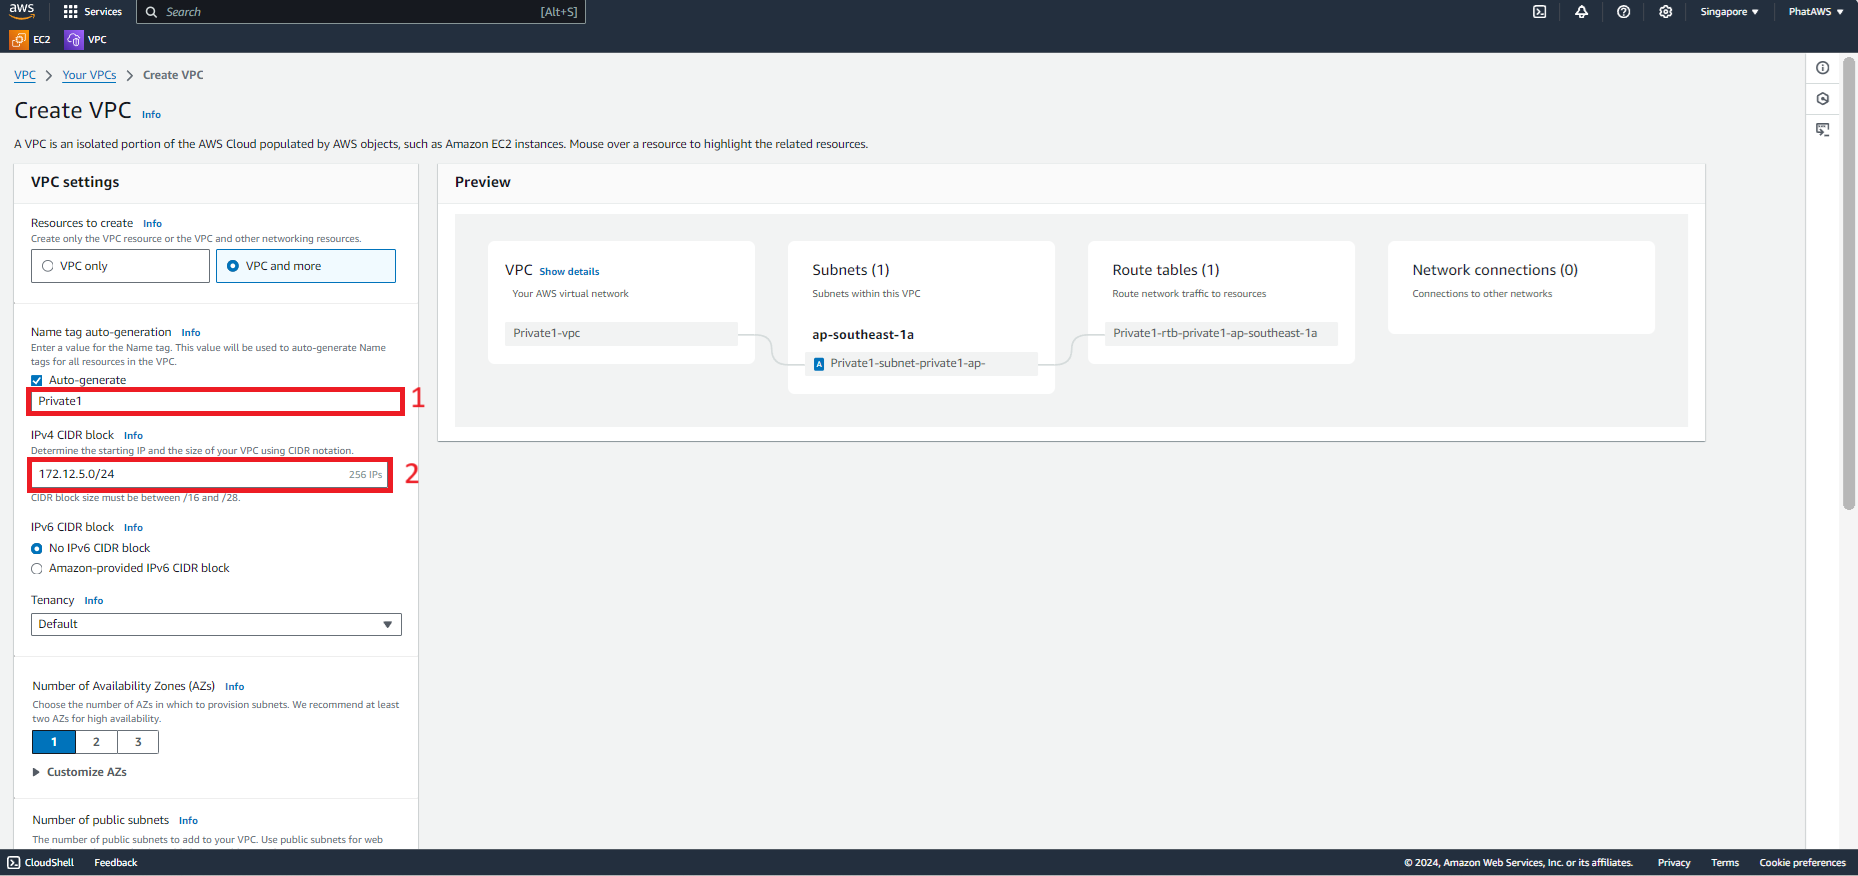 aws
Services
Search
[Alt+S]
Singapore
PhatAWS
EC2
VPC
VPC
Your VPCs
Create VPC
Create VPC Info
A VPC is an isolated portion of the AWS Cloud populated by AWS objects, such as Amazon EC2 instances. Mouse over a resource to highlight the related resources.
VPC settings
Resources to create Info
Create only the VPC resource or the VPC and other networking resources.
VPC only
VPC and more
Name tag auto-generation Info
Enter a value for the Name tag. This value will be used to auto-generate Name
tags for all resources in the VPC.
Auto-generate
Private1
1
IPv4 CIDR block Info
Determine the starting IP and the size of your VPC using CIDR notation.
172.12.5.0/24
256 IPs
2
CIDR block size must be between /16 and /28.
IPv6 CIDR block Info
No IPv6 CIDR block
Amazon-provided IPv6 CIDR block
Tenancy Info
Default
Number of Availability Zones (AZs) Info
Choose the number of AZs in which to provision subnets. We recommend at least
two AZs for high availability.
1
2
3
Customize AZs
Number of public subnets Info
The number of public subnets to add to your VPC. Use public subnets for web
Preview
VPC Show details
Your AWS virtual network
Private1-vpc
Subnets (1)
Subnets within this VPC
ap-southeast-1a
A Private1-subnet-private1-ap-
Route tables (1)
Route network traffic to resources
Private1-rtb-private1-ap-southeast-1a
Network connections (0)
Connections to other networks
CloudShell
Feedback
© 2024, Amazon Web Services, Inc. or its affiliates.
Privacy
Terms
Cookie preferences